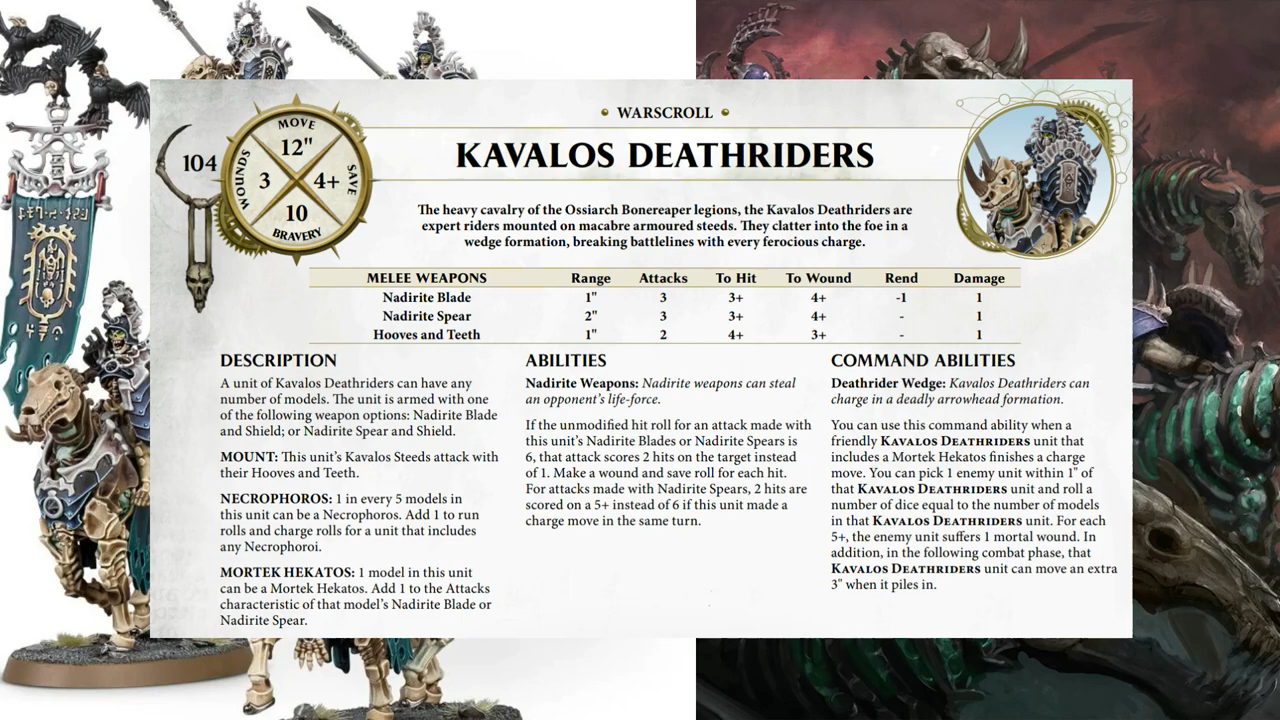 • WARSCROLL •
KAVALOS DEATHRIDERS
104
MOVE
12"
WOUNDS
3
4+
SAVE
10
BRAVERY
The heavy cavalry of the Ossiarch Bonereaper legions, the Kavalos Deathriders are
expert riders mounted on macabre armoured steeds. They clatter into the foe in a
wedge formation, breaking battlelines with every ferocious charge.
MELEE WEAPONS Range Attacks To Hit To Wound Rend Damage
Nadirite Blade 1" 3 3+ 4+ -1 1
Nadirite Spear 2" 3 3+ 4+ - 1
Hooves and Teeth 1" 2 4+ 3+ - 1
DESCRIPTION
A unit of Kavalos Deathriders can have any
number of models. The unit is armed with one
of the following weapon options: Nadirite Blade
and Shield; or Nadirite Spear and Shield.
MOUNT: This unit's Kavalos Steeds attack with
their Hooves and Teeth.
NECROPHOROS: 1 in every 5 models in
this unit can be a Necrophoros. Add 1 to run
rolls and charge rolls for a unit that includes
any Necrophoroi.
MORTEK HEKATOS: 1 model in this unit
can be a Mortek Hekatos. Add 1 to the Attacks
characteristic of that model's Nadirite Blade or
Nadirite Spear.
ABILITIES
Nadirite Weapons: Nadirite weapons can steal
an opponent's life-force.
If the unmodified hit roll for an attack made with
this unit's Nadirite Blades or Nadirite Spears is
6, that attack scores 2 hits on the target instead
of 1. Make a wound and save roll for each hit.
For attacks made with Nadirite Spears, 2 hits are
scored on a 5+ instead of 6 if this unit made a
charge move in the same turn.
COMMAND ABILITIES
Deathrider Wedge: Kavalos Deathriders can
charge in a deadly arrowhead formation.
You can use this command ability when a
friendly KAVALOS DEATHRIDERS unit that
includes a Mortek Hekatos finishes a charge
move. You can pick 1 enemy unit within 1" of
that KAVALOS DEATHRIDERS unit and roll a
number of dice equal to the number of models
in that KAVALOS DEATHRIDERS unit. For each
5+, the enemy unit suffers 1 mortal wound. In
addition, in the following combat phase, that
KAVALOS DEATHRIDERS unit can move an extra
3" when it piles in.